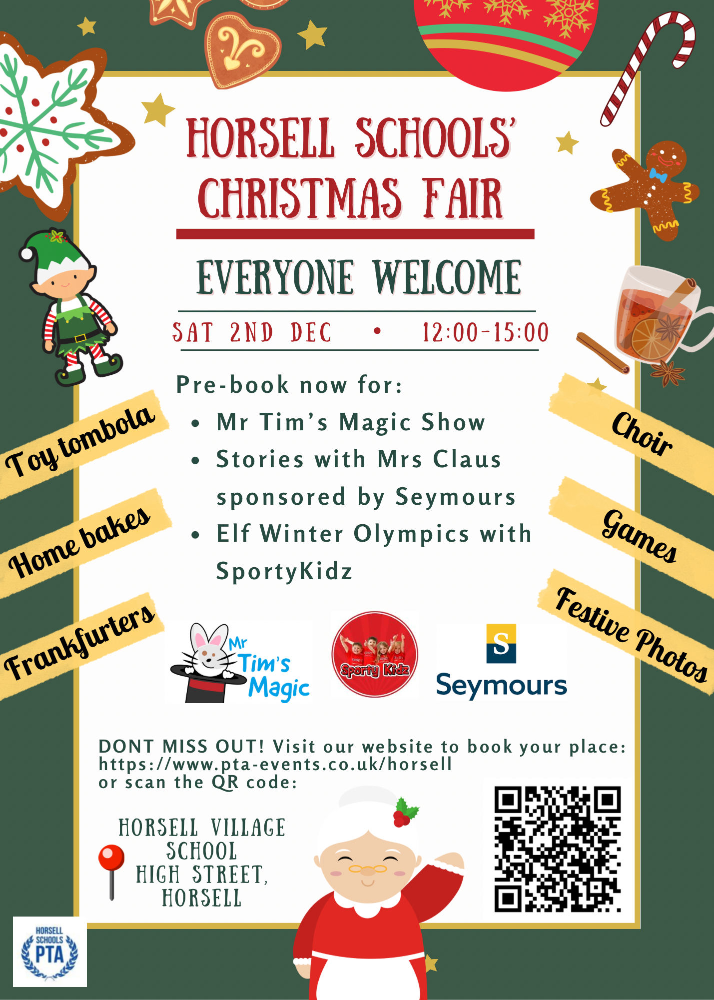 HORSELL SCHOOLS'
CHRISTMAS FAIR
EVERYONE WELCOME
SAT 2ND DEC • 12:00-15:00
Pre-book now for:
• Mr Tim's Magic Show
• Stories with Mrs Claus
sponsored by Seymours
• Elf Winter Olympics with
SportyKidz
Toy tombola
Home bakes
Frankfurters
Choir
Games
Festive Photos
Mr
Tim's
Magic
Sporty Kidz
S
Seymours
DONT MISS OUT! Visit our website to book your place:
https://www.pta-events.co.uk/horsell
or scan the QR code:
HORSELL VILLAGE
SCHOOL
HIGH STREET,
HORSELL
HORSELL
SCHOOLS
PTA